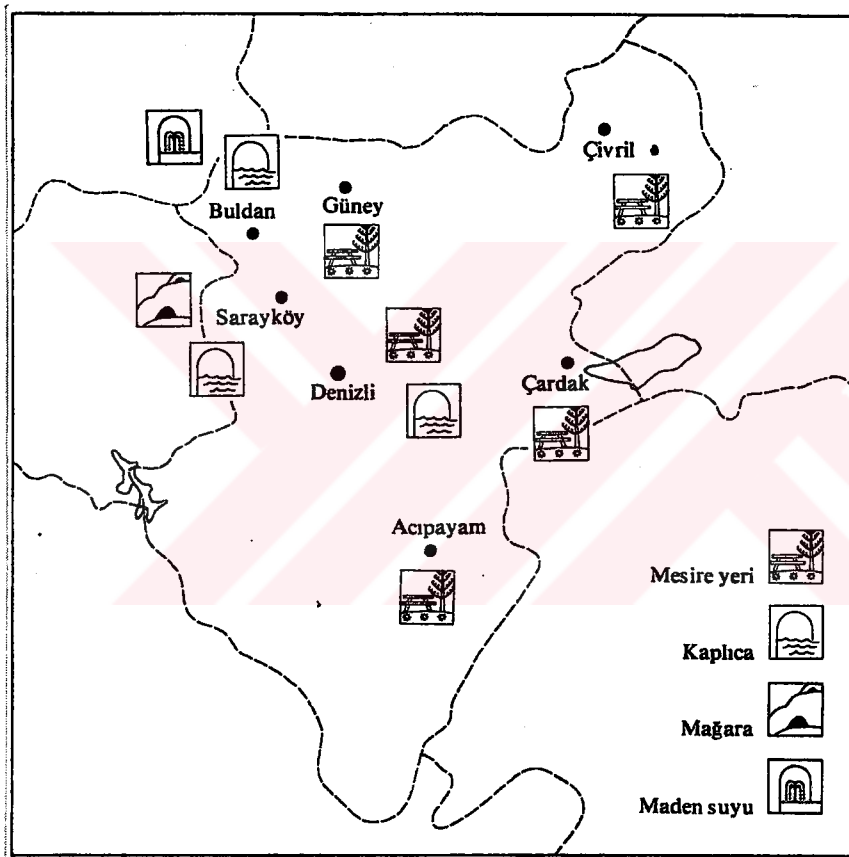 Çivril
Güney
Buldan
Sarayköy
Denizli
Çardak
Acıpayam
Mesire yeri
Kaplıca
Mağara
Maden suyu